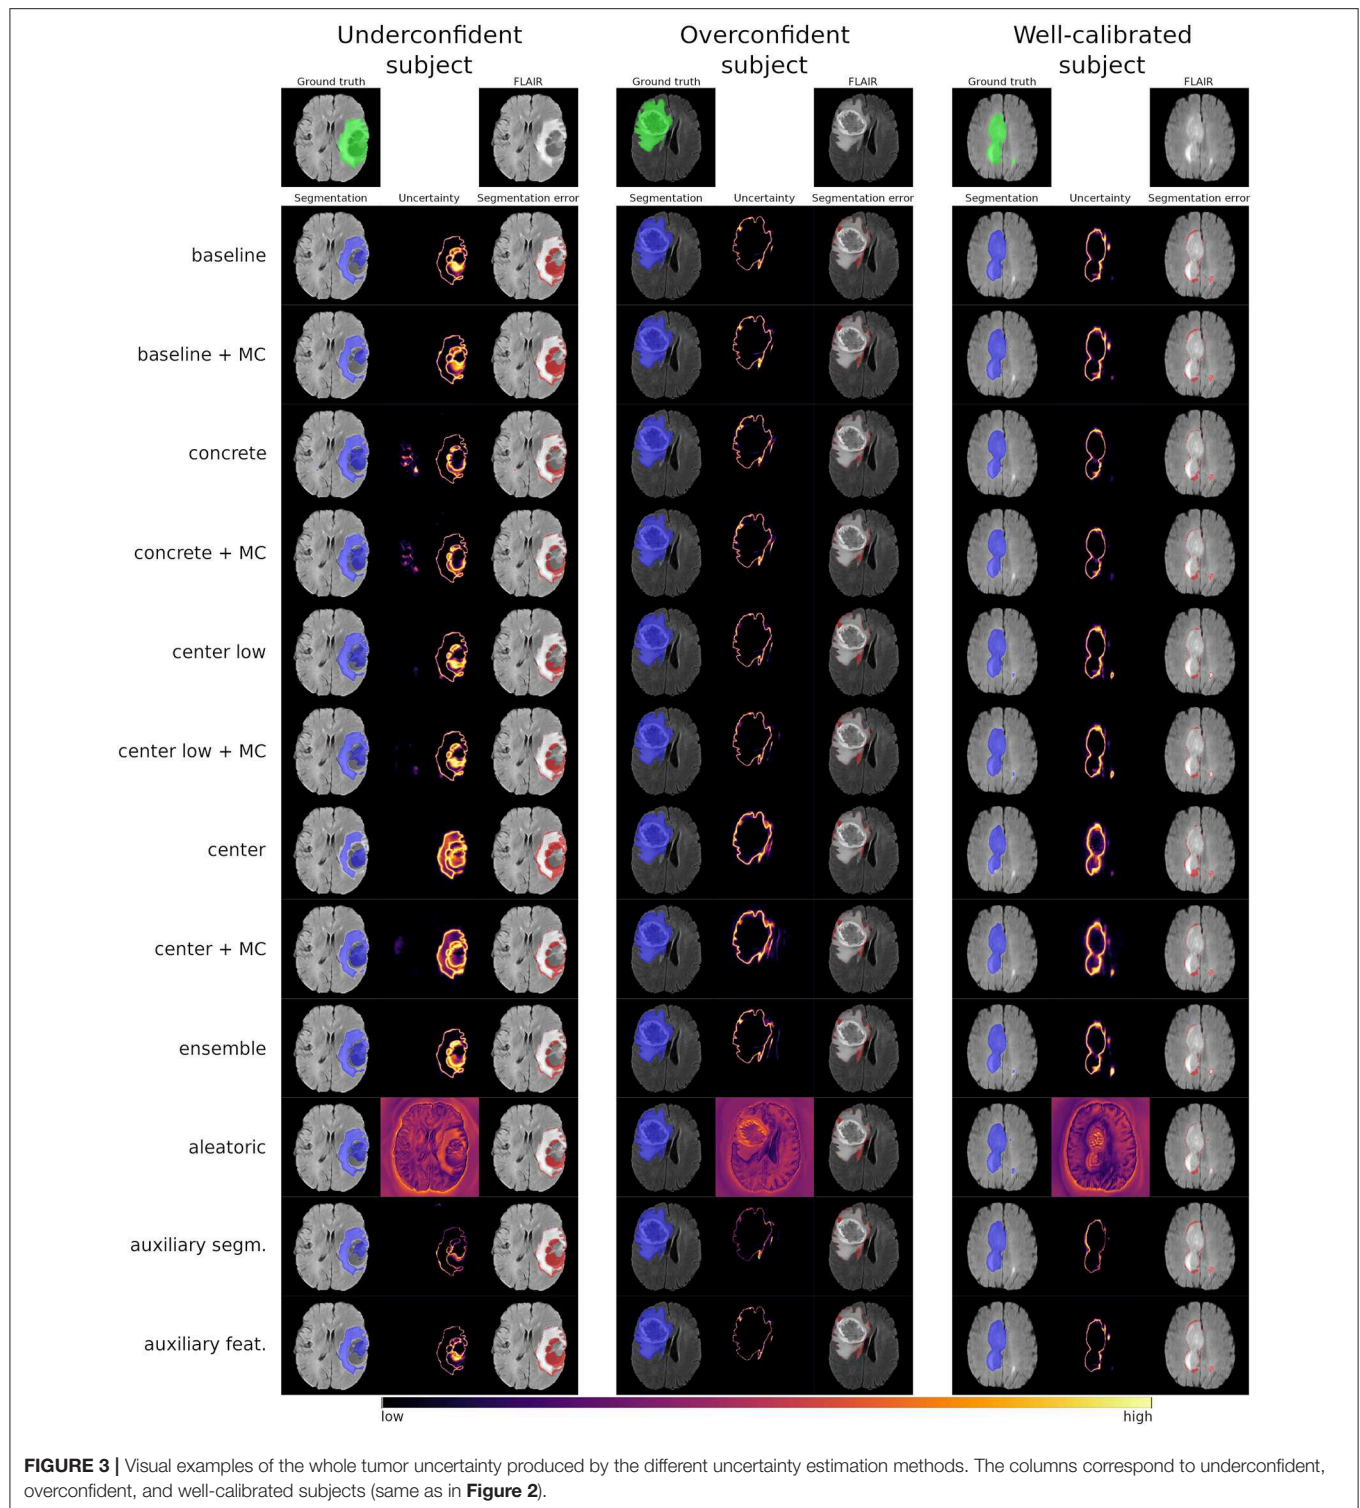 Underconfident subject
Overconfident subject
Well-calibrated subject
Ground truth FLAIR Ground truth FLAIR Ground truth FLAIR
Segmentation Uncertainty Segmentation error Segmentation Uncertainty Segmentation error Segmentation Uncertainty Segmentation error
baseline
baseline + MC
concrete
concrete + MC
center low
center low + MC
center
center + MC
ensemble
aleatoric
auxiliary segm.
auxiliary feat.
low high
FIGURE 3 | Visual examples of the whole tumor uncertainty produced by the different uncertainty estimation methods. The columns correspond to underconfident,
overconfident, and well-calibrated subjects (same as in Figure 2).